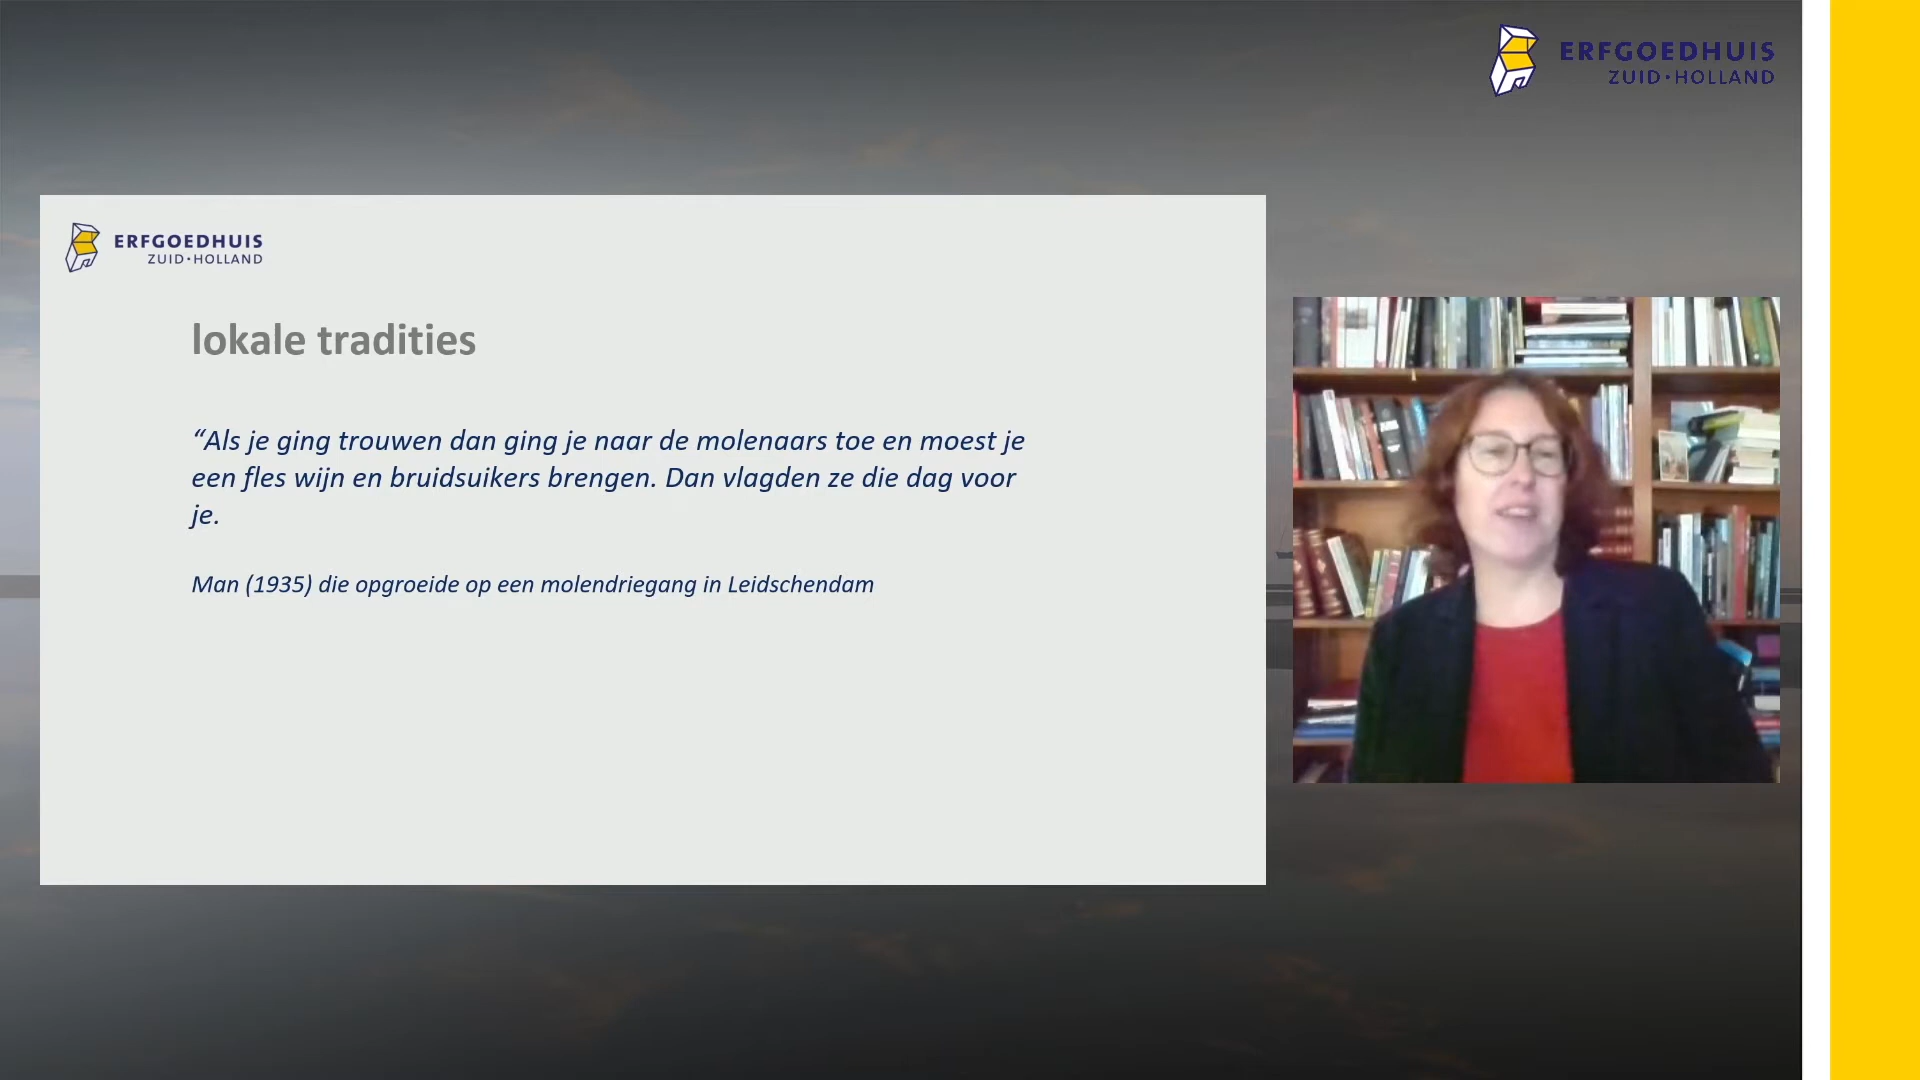 ERFGOEDHUIS
ZUID•HOLLAND
ERFGOEDHUIS
ZUID•HOLLAND
lokale tradities
“Als je ging trouwen dan ging je naar de molenaars toe en moest je
een fles wijn en bruidsuikers brengen. Dan vlagden ze die dag voor
je.
Man (1935) die opgroeide op een molendriegang in Leidschendam